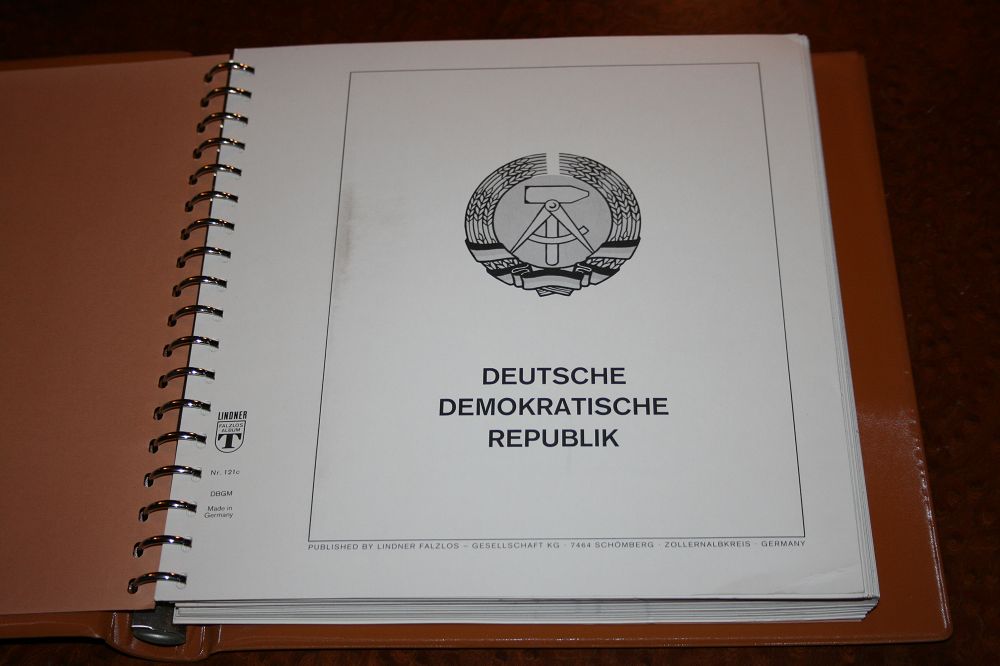 DEUTSCHE
DEMOKRATISCHE
REPUBLIK
LINDNER
FALZLOS
ALBUM
T
Nr. 121c
DBGM
Made in
Germany
PUBLISHED BY LINDNER FALZLOS – GESELLSCHAFT KG · 7464 SCHÖMBERG · ZOLLERNALBKREIS · GERMANY